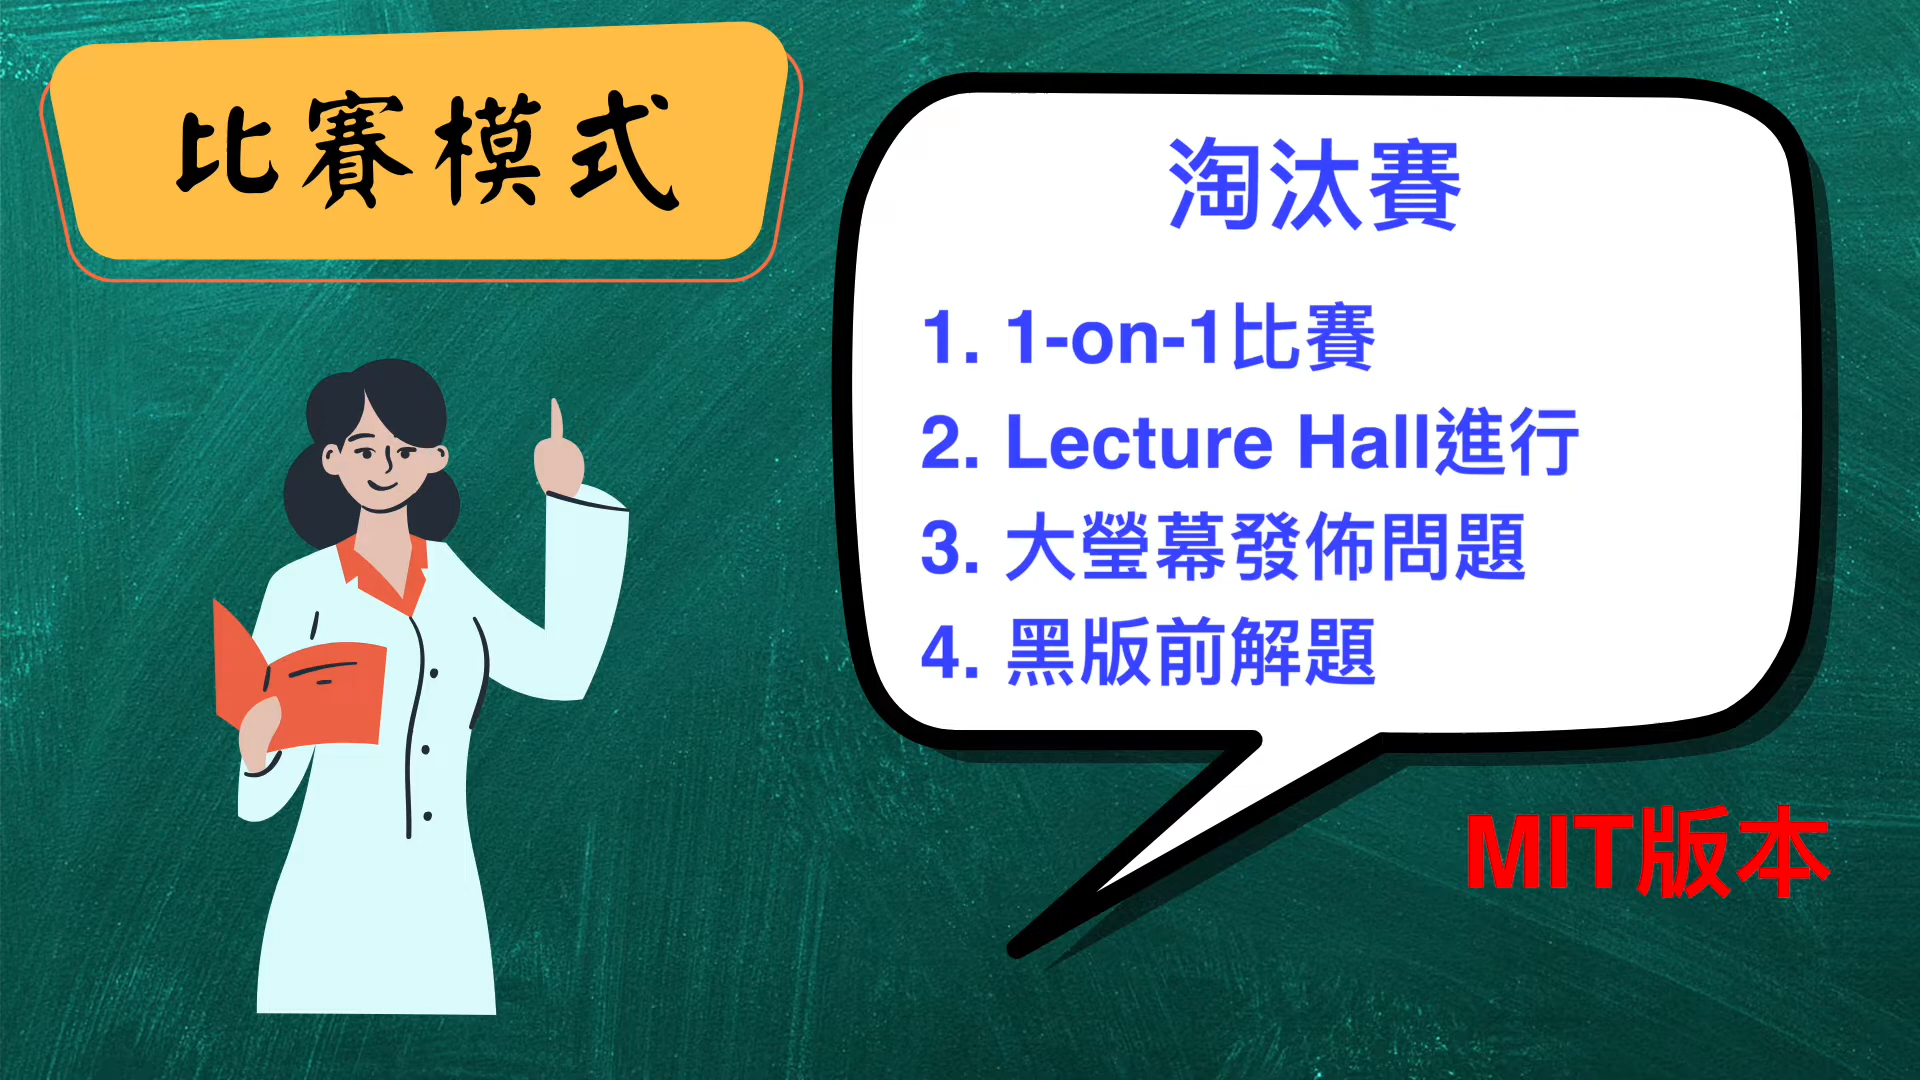 比賽模式
淘汰賽
1. 1-on-1比賽
2. Lecture Hall進行
3. 大瑩幕發佈問題
4. 黑版前解題
MIT版本